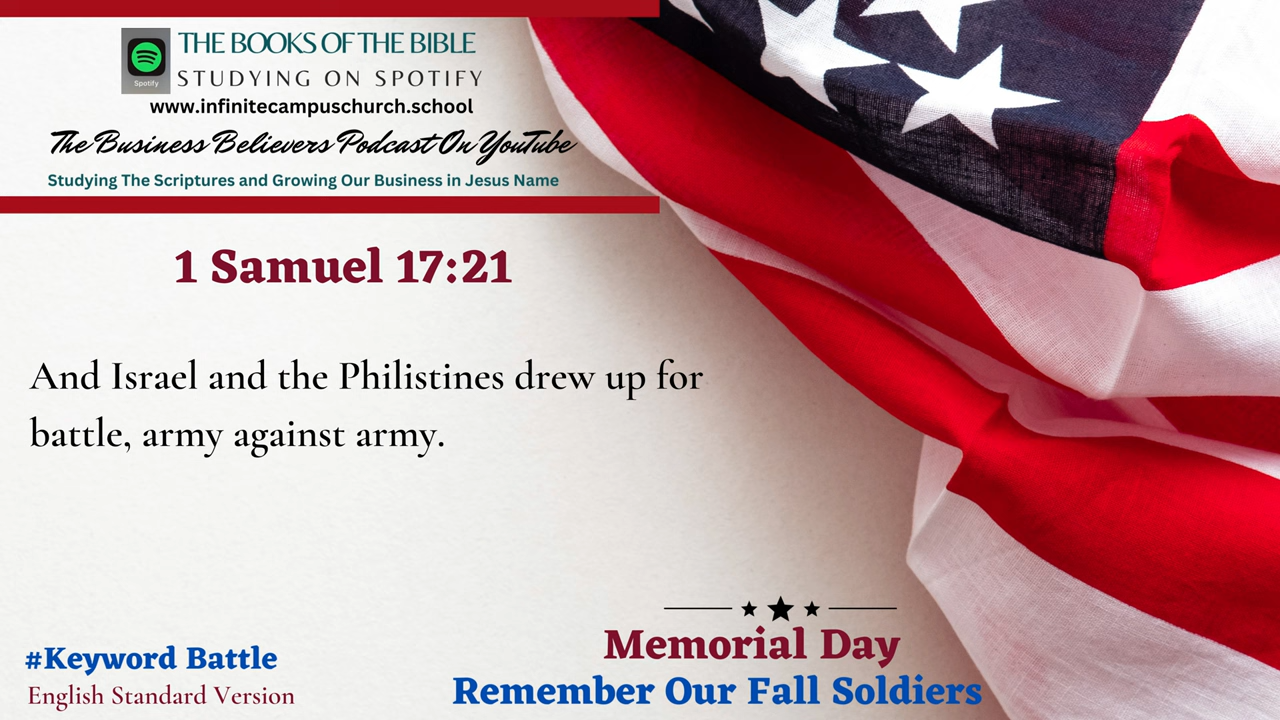 THE BOOKS OF THE BIBLE
Spotify
STUDYING ON SPOTIFY
www.infinitecampuschurch.school
The Business Believers Podcast On YouTube
Studying The Scriptures and Growing Our Business in Jesus Name
1 Samuel 17:21
And Israel and the Philistines drew up for
battle, army against army.
#Keyword Battle
English Standard Version
Memorial Day
Remember Our Fall Soldiers